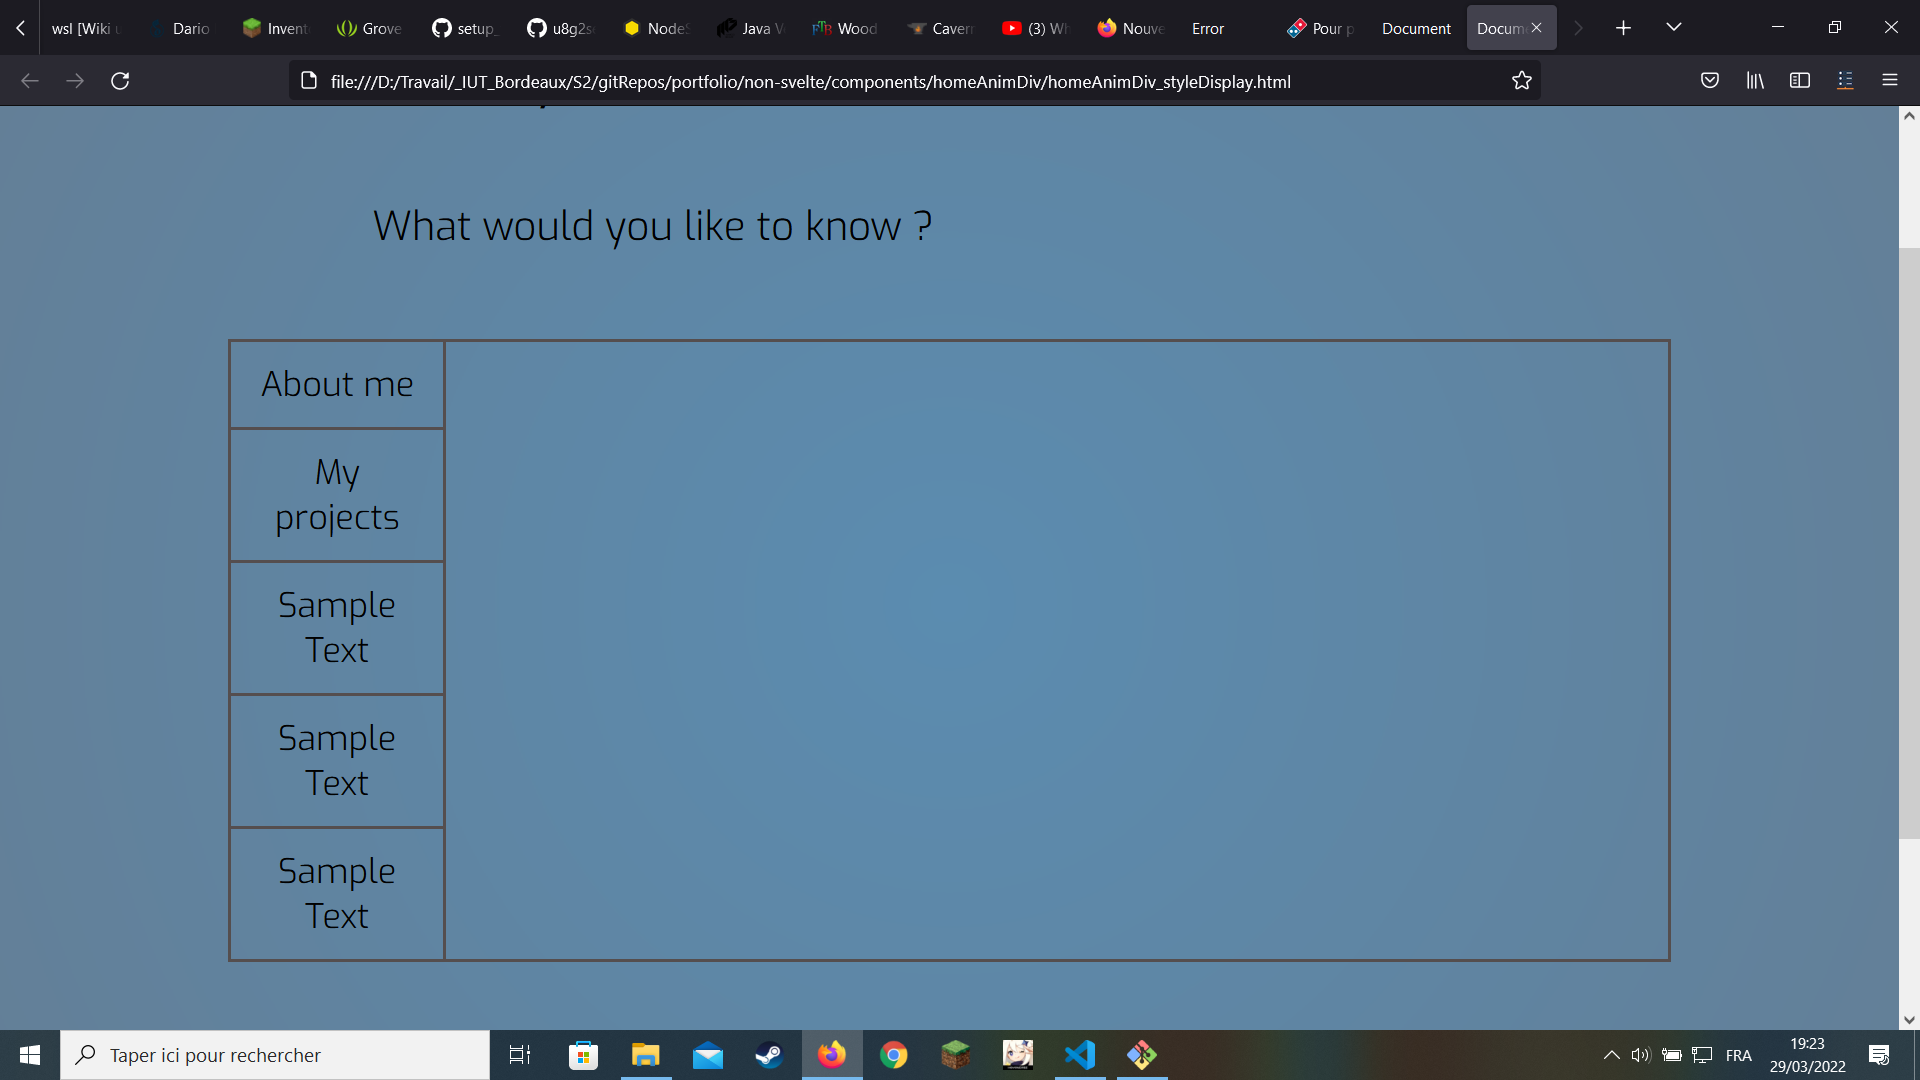 wsl [Wiki u
Dario
Invent
Grove
setup_
u8g2s
NodeS
Java V
FTB Wood
Cavern
(3) Wh
Nouve
Error
Pour p
Document
Docum
file:///D:/Travail/_IUT_Bordeaux/S2/gitRepos/portfolio/non-svelte/components/homeAnimDiv/homeAnimDiv_styleDisplay.html
What would you like to know ?
About me
My
projects
Sample
Text
Sample
Text
Sample
Text
Taper ici pour rechercher
FRA
19:23
29/03/2022